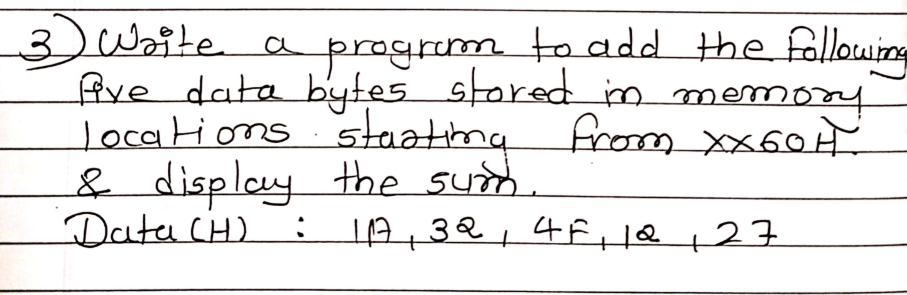 3) Write a program to add the following
five data bytes stored in memory
locations starting from XX60H.
& display the sum.
Data (H) : 1A, 32, 4F, 12, 27